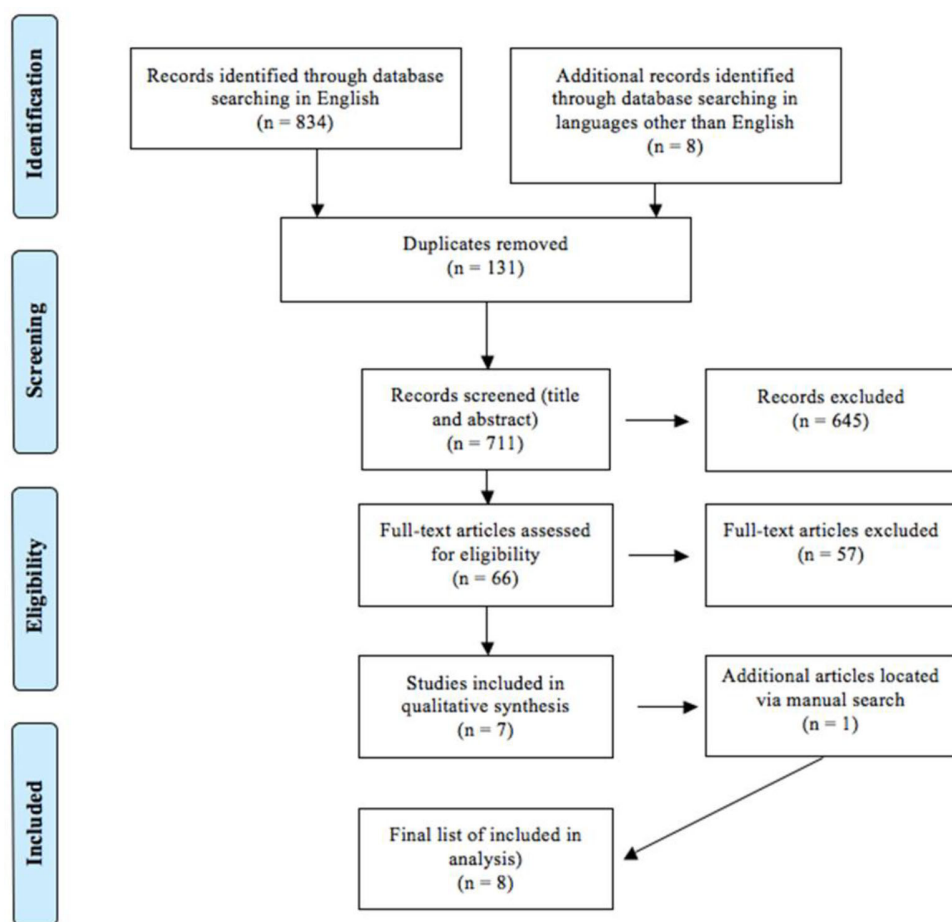 Identification
Records identified through database
searching in English
(n = 834)
Additional records identified
through database searching in
languages other than English
(n = 8)
Duplicates removed
(n = 131)
Screening
Records screened (title
and abstract)
(n = 711)
Records excluded
(n = 645)
Eligibility
Full-text articles assessed
for eligibility
(n = 66)
Full-text articles excluded
(n = 57)
Studies included in
qualitative synthesis
(n = 7)
Additional articles located
via manual search
(n = 1)
Included
Final list of included in
analysis)
(n = 8)